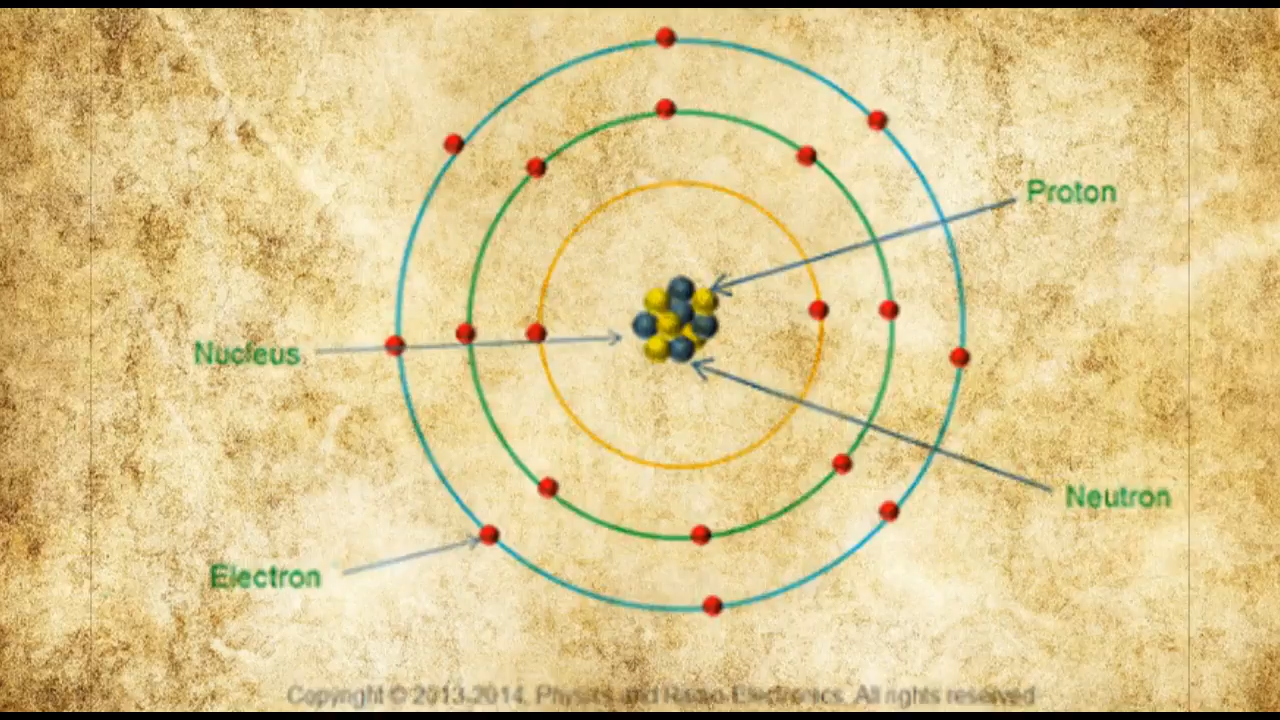 Proton
Nucleus
Neutron
Electron
Copyright © 2013-2014, Physics and Radio-Electronics, All rights reserved